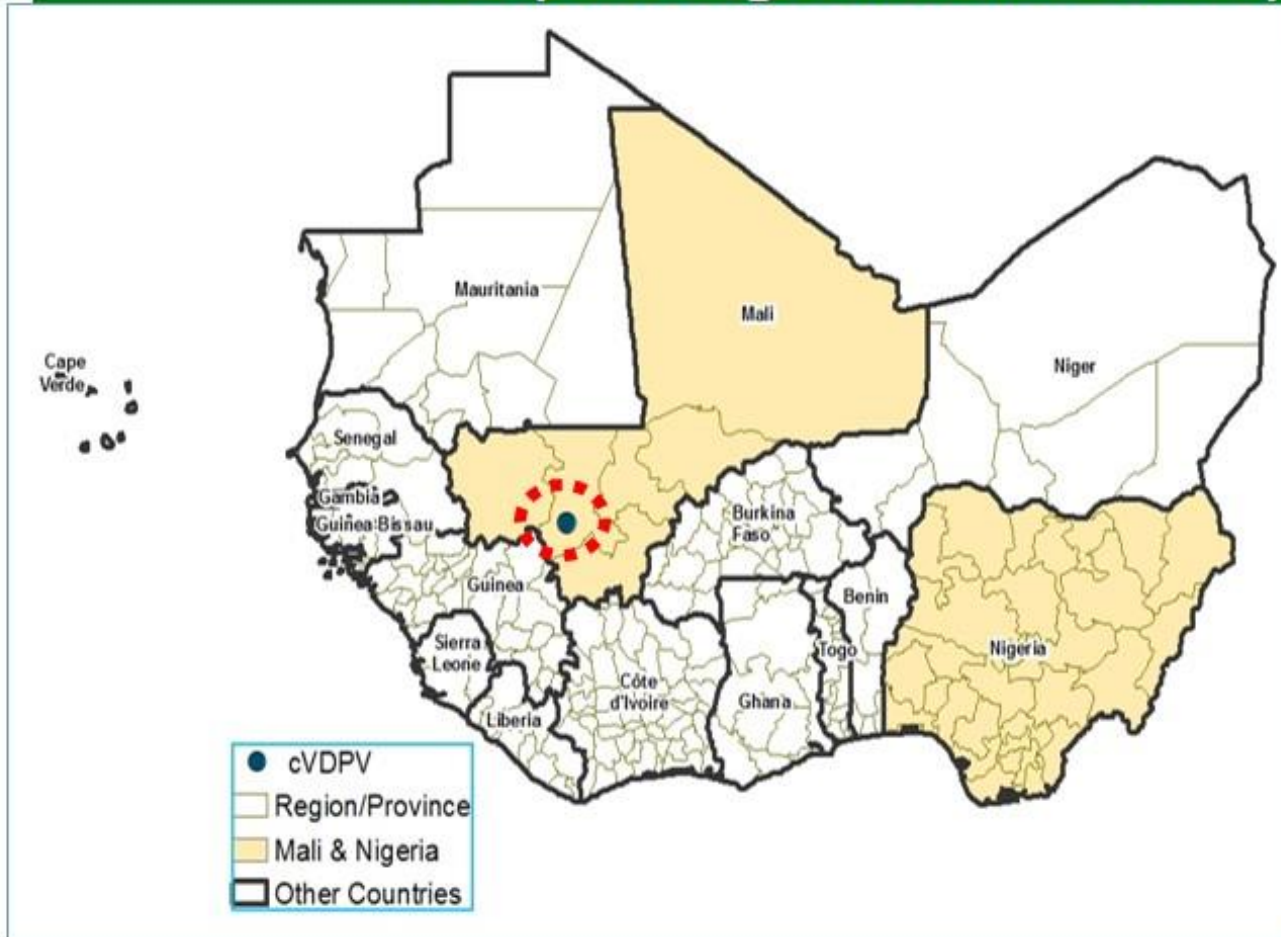 Mauritania
Mali
Niger
Cape
Verde
Senegal
Gambia
Guinea Bissau
Burkina
Faso
Guinea
Benin
Sierra
Leone
Togo
Nigeria
Côte
d'Ivoire
Ghana
Liberia
cVDPV
Region/Province
Mali & Nigeria
Other Countries